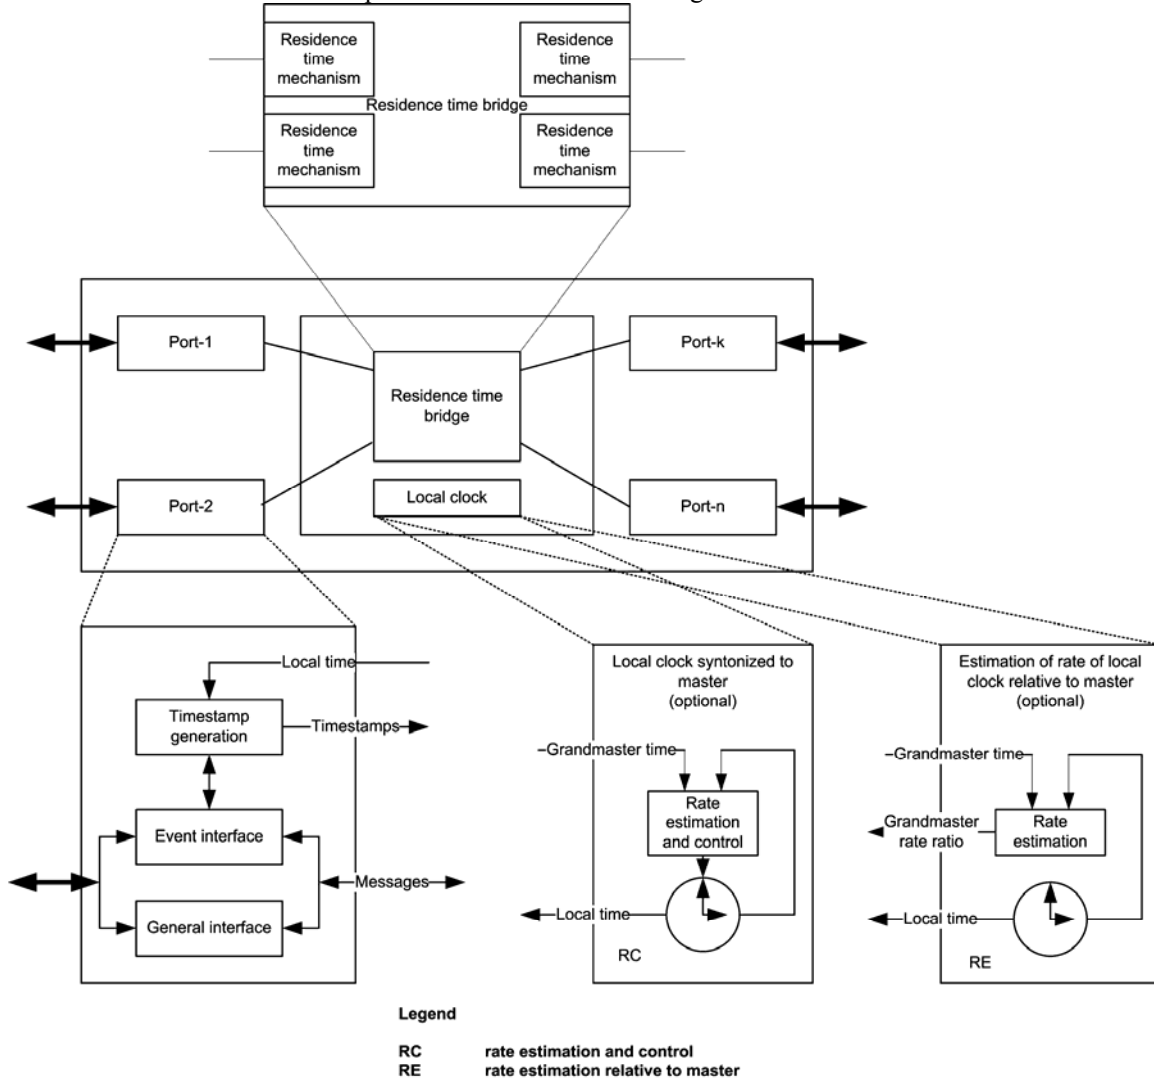 Residence
time
mechanism
Residence
time
mechanism
Residence time bridge
Residence
time
mechanism
Residence
time
mechanism
Port-1
Port-k
Residence time
bridge
Port-2
Local clock
Port-n
Local time
Timestamp
generation
Timestamps
Event interface
Messages
General interface
Local clock syntonized to
master
(optional)
Grandmaster time
Rate
estimation
and control
Local time
RC
Estimation of rate of local
clock relative to master
(optional)
Grandmaster time
Grandmaster
rate ratio
Rate
estimation
Local time
RE
Legend
RC rate estimation and control
RE rate estimation relative to master